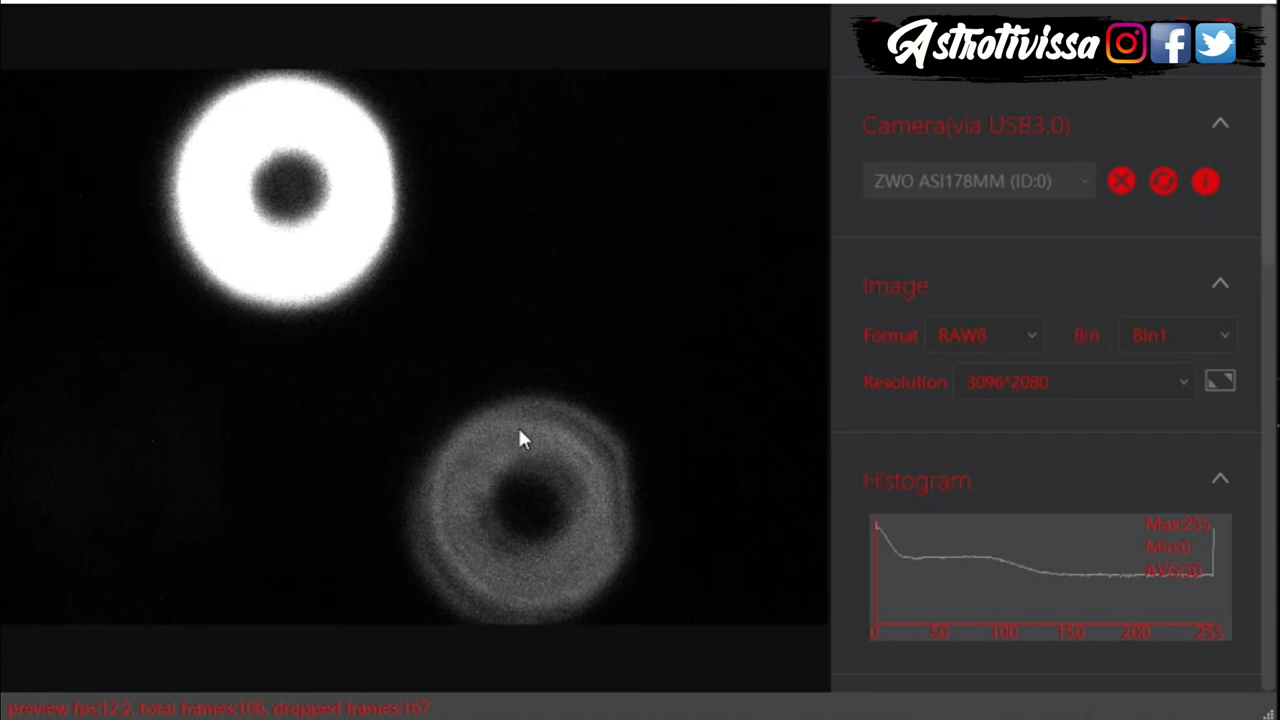 Astrotivissa
Camera(via USB3.0)
ZWO ASI178MM (ID:0)
Image
Format RAW8 Bin Bin1
Resolution 3096*2080
Histogram
Max:255
Min:0
0 50 100 150 200 255
preview fps:12.2, total frames:106, dropped frames:167